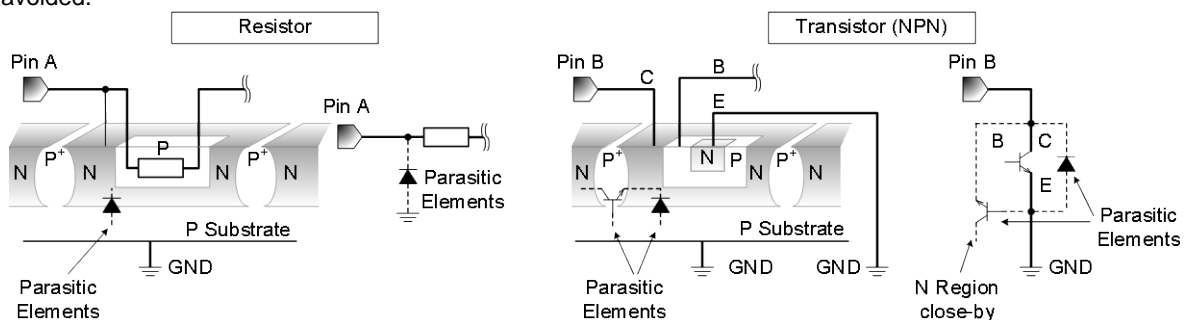 avoided.
Resistor
Transistor (NPN)
Pin A
Pin A
N
P+
N
P
N
P+
N
Parasitic
Elements
P Substrate
GND
Parasitic
Elements
Pin B
C
B
E
N
P+
N
N
P
N
P+
N
P Substrate
GND
GND
Parasitic
Elements
Pin B
B
C
E
Parasitic
Elements
GND
N Region
close-by